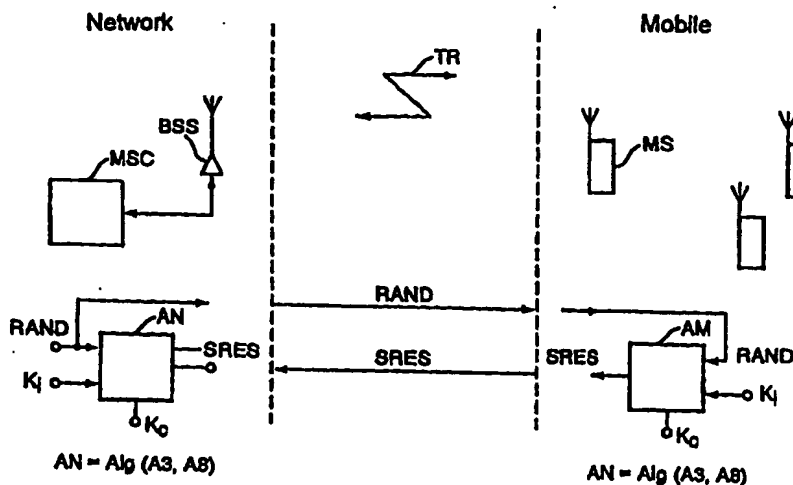 Network
Mobile
TR
BSS
MSC
MS
RAND
AN
RAND
SRES
SRES
SRES
AM
RAND
Ki
Ki
Kc
Kc
AN = Alg (A3, A8)
AN = Alg (A3, A8)